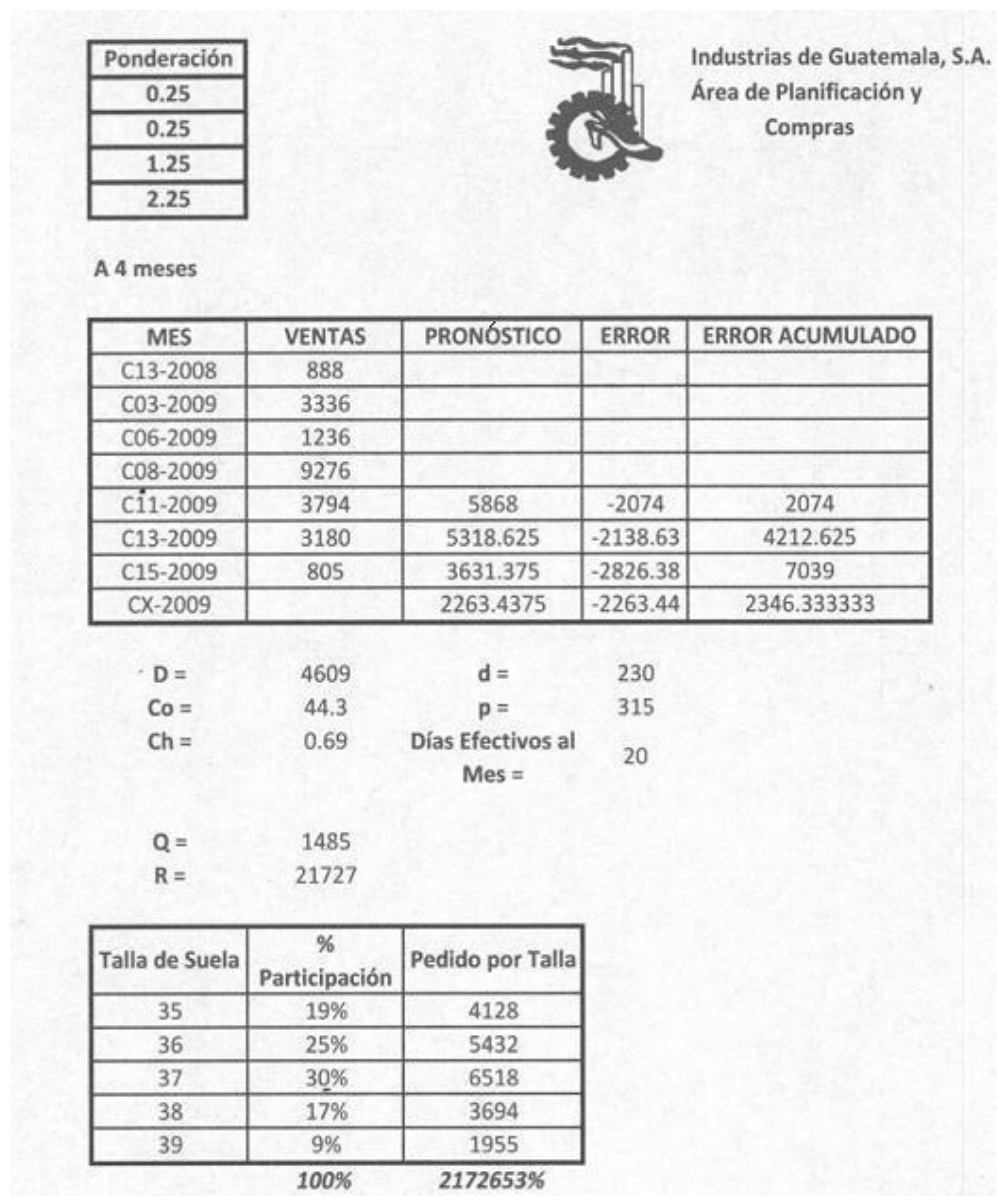 Ponderación
0.25
0.25
1.25
2.25
Industrias de Guatemala, S.A.
Área de Planificación y
Compras
A 4 meses
MES VENTAS PRONÓSTICO ERROR ERROR ACUMULADO
C13-2008 888
C03-2009 3336
C06-2009 1236
C08-2009 9276
C11-2009 3794 5868 -2074 2074
C13-2009 3180 5318.625 -2138.63 4212.625
C15-2009 805 3631.375 -2826.38 7039
CX-2009 2263.4375 -2263.44 2346.333333
D = 4609 d = 230
Co = 44.3 p = 315
Ch = 0.69 Días Efectivos al
Mes = 20
Q = 1485
R = 21727
Talla de Suela % Participación Pedido por Talla
35 19% 4128
36 25% 5432
37 30% 6518
38 17% 3694
39 9% 1955
100% 2172653%